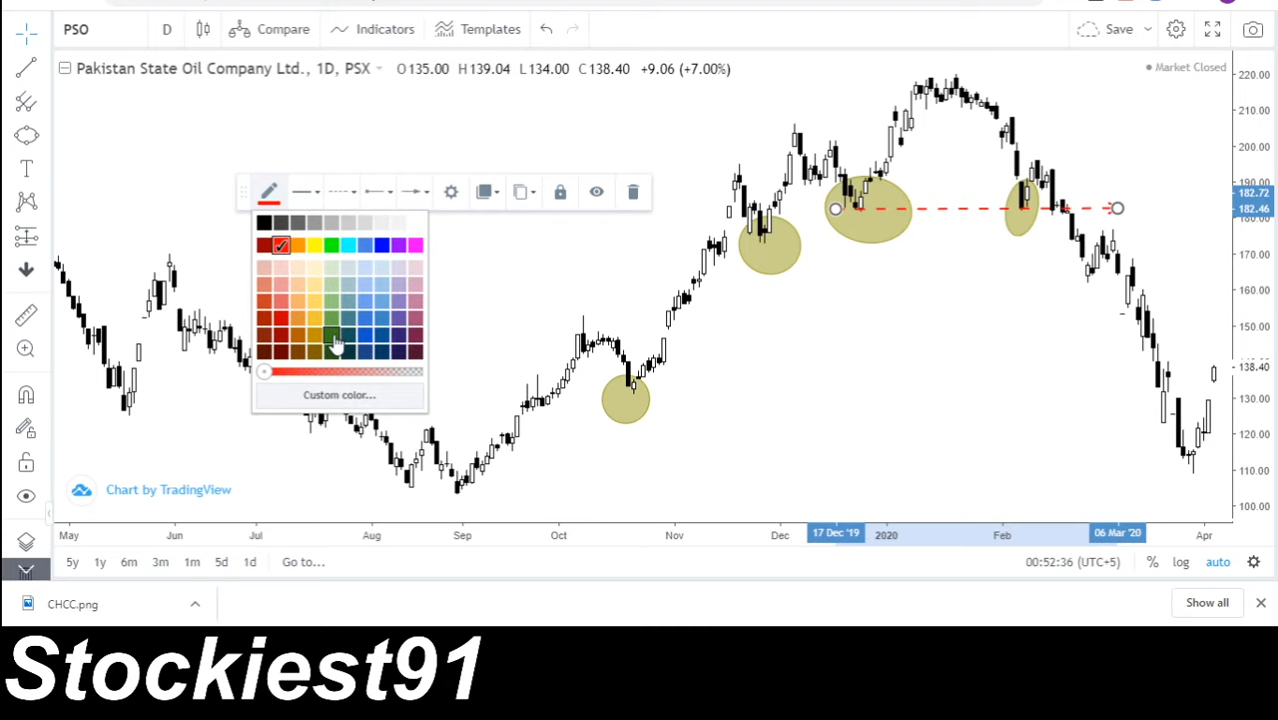 PSO D Compare Indicators Templates Save
Pakistan State Oil Company Ltd., 1D, PSX O135.00 H139.04 L134.00 C138.40 +9.06 (+7.00%) Market Closed
220.00
210.00
200.00
190.00
182.72
182.46
180.00
170.00
160.00
150.00
138.40
130.00
120.00
110.00
100.00
Custom color...
Chart by TradingView
May Jun Jul Aug Sep Oct Nov Dec 17 Dec '19 2020 Feb 06 Mar '20 Apr
5y 1y 6m 3m 1m 5d 1d Go to... 00:52:36 (UTC+5) % log auto
CHCC.png Show all
Stockiest91